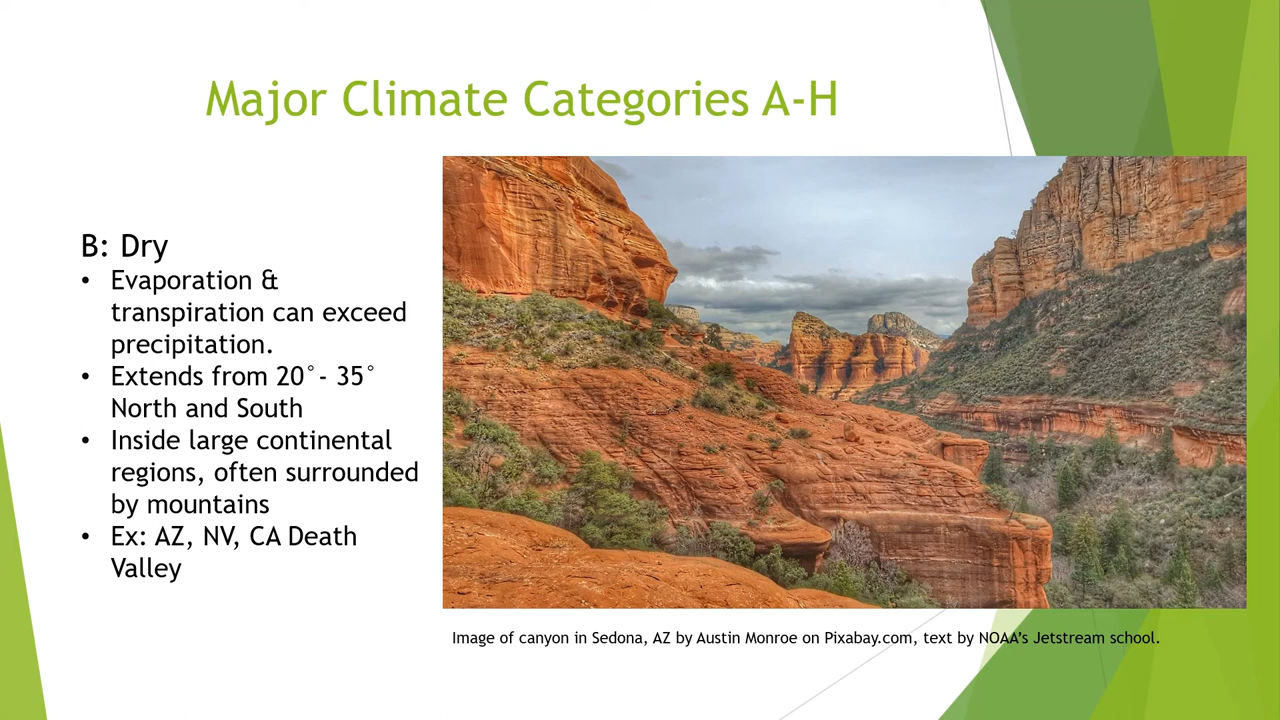 Major Climate Categories A-H
B: Dry
• Evaporation &
transpiration can exceed
precipitation.
• Extends from 20°- 35°
North and South
• Inside large continental
regions, often surrounded
by mountains
• Ex: AZ, NV, CA Death
Valley
Image of canyon in Sedona, AZ by Austin Monroe on Pixabay.com, text by NOAA’s Jetstream school.